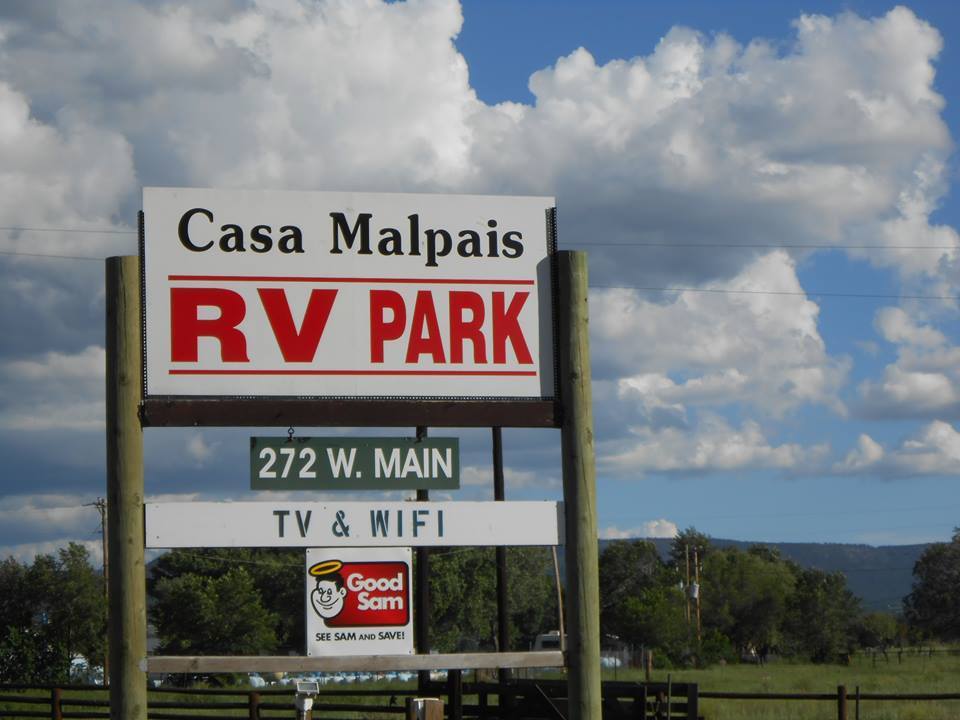 Casa Malpais
RV PARK
272 W. MAIN
TV & WIFI
Good
Sam
SEE SAM AND SAVE!